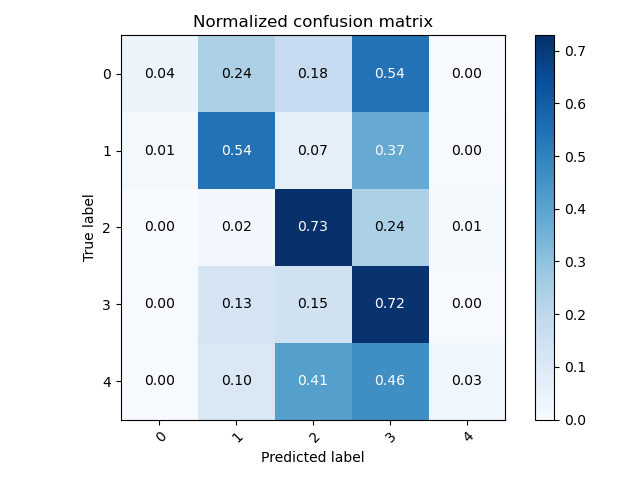 Normalized confusion matrix
True label
0 0.04 0.24 0.18 0.54 0.00
1 0.01 0.54 0.07 0.37 0.00
2 0.00 0.02 0.73 0.24 0.01
3 0.00 0.13 0.15 0.72 0.00
4 0.00 0.10 0.41 0.46 0.03
0 1 2 3 4
Predicted label
0.7
0.6
0.5
0.4
0.3
0.2
0.1
0.0